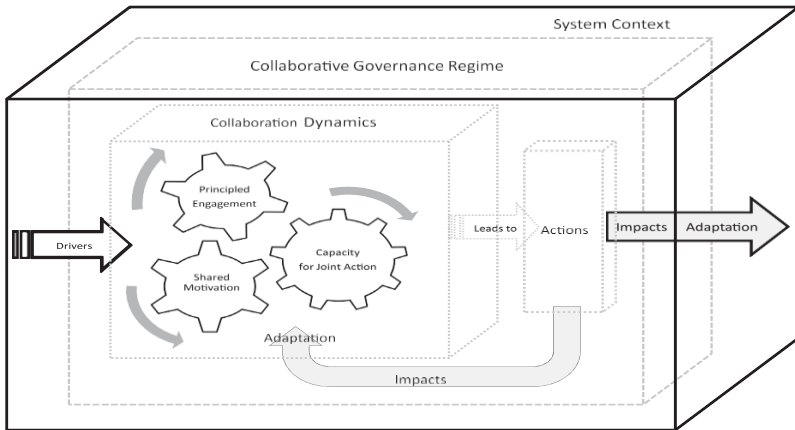 System Context
Collaborative Governance Regime
Collaboration Dynamics
Principled
Engagement
Capacity
for Joint Action
Shared
Motivation
Drivers
Leads to
Actions
Impacts
Adaptation
Adaptation
Impacts